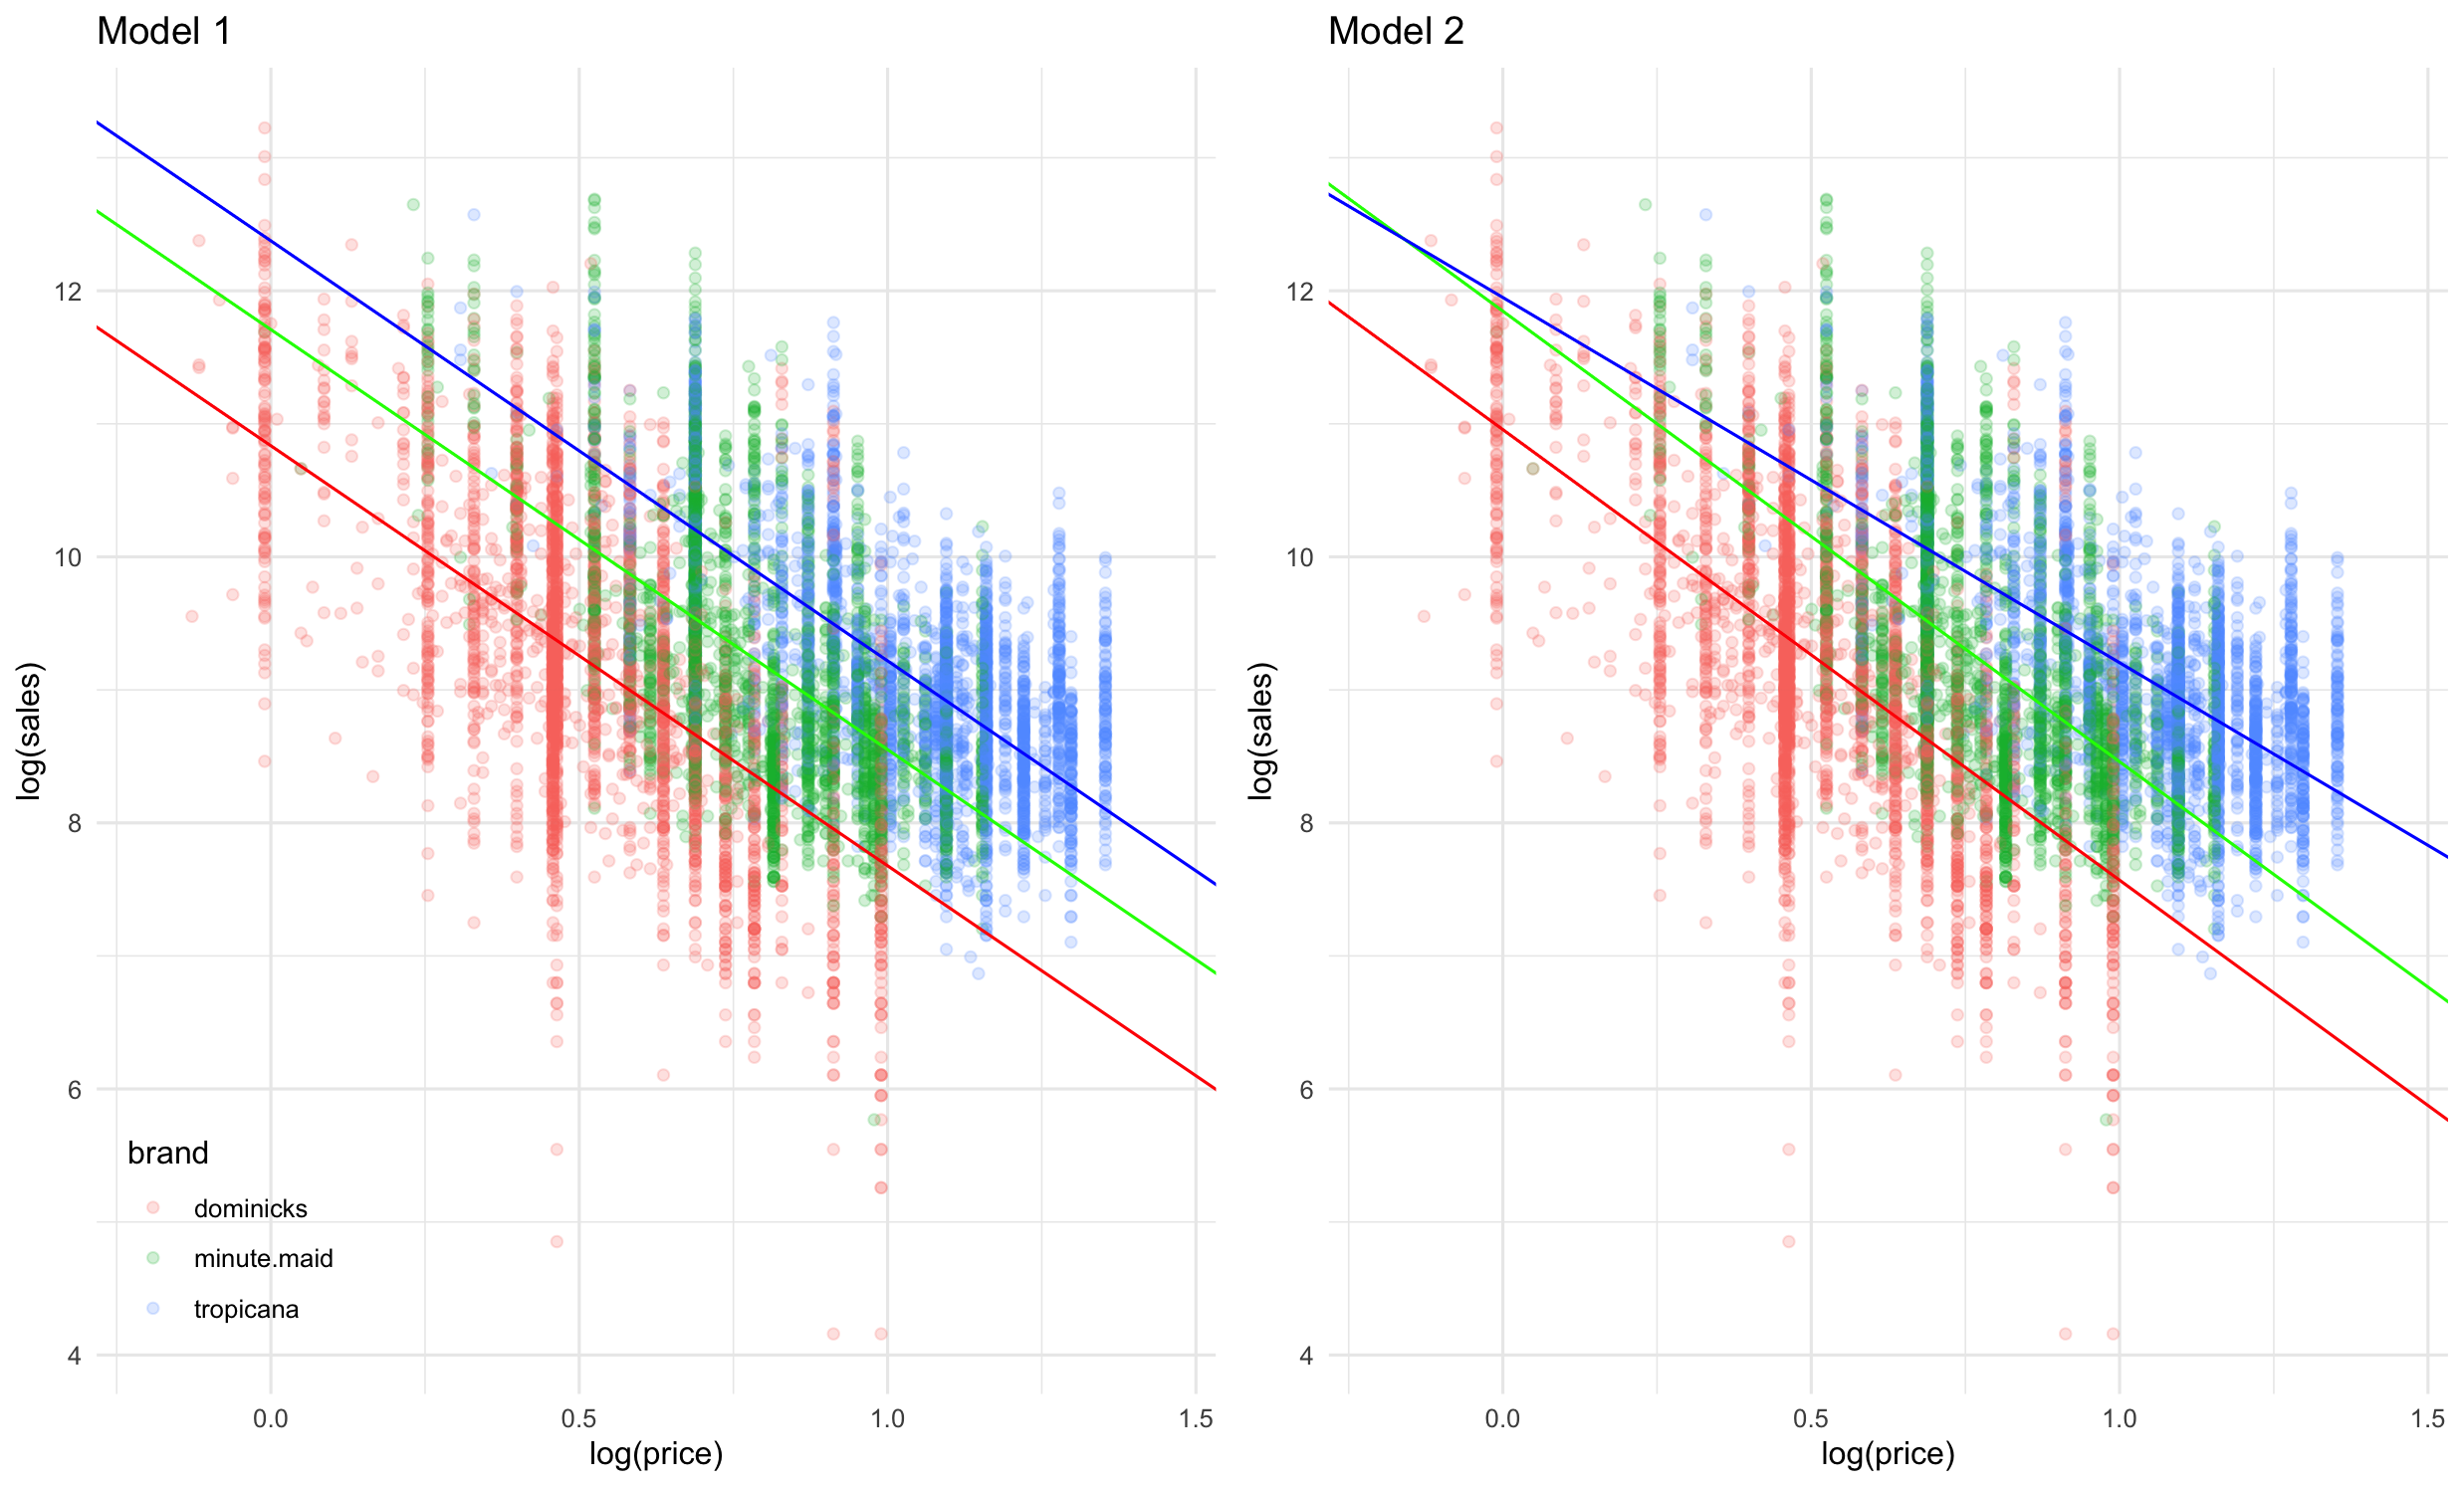 Model 1
log(sales)
12
10
8
6
4
brand
dominicks
minute.maid
tropicana
0.0 0.5 1.0 1.5
log(price)
Model 2
log(sales)
12
10
8
6
4
0.0 0.5 1.0 1.5
log(price)